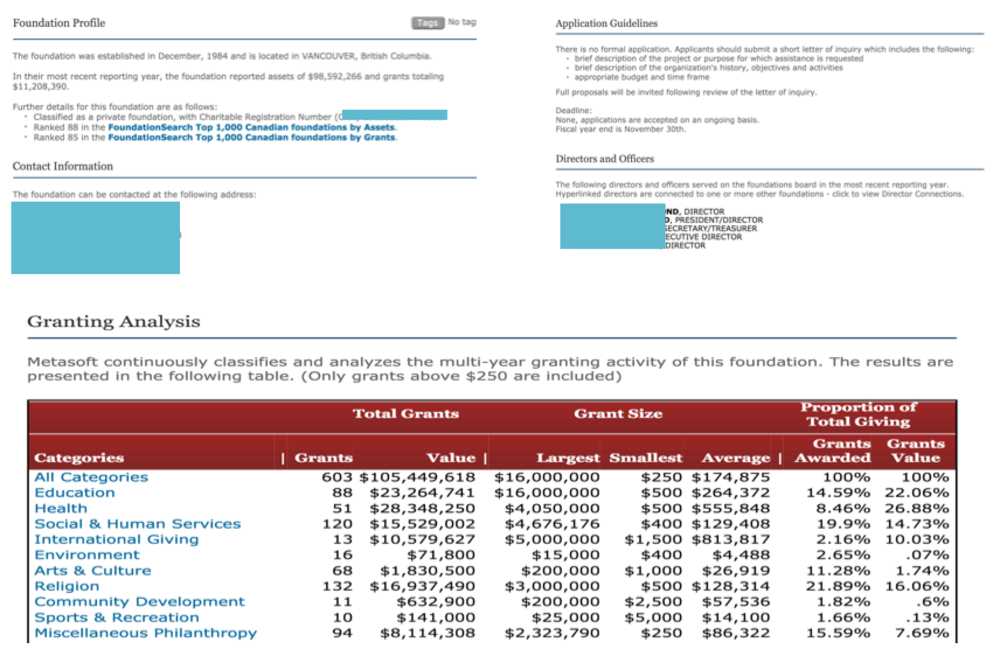 Foundation Profile
Tags No tag
The foundation was established in December, 1984 and is located in VANCOUVER, British Columbia.
In their most recent reporting year, the foundation reported assets of $98,592,266 and grants totaling
$11,208,390.
Further details for this foundation are as follows:
· Classified as a private foundation, with Charitable Registration Number (
· Ranked 88 in the FoundationSearch Top 1,000 Canadian foundations by Assets.
· Ranked 85 in the FoundationSearch Top 1,000 Canadian foundations by Grants.
Contact Information
The foundation can be contacted at the following address:
Application Guidelines
There is no formal application. Applicants should submit a short letter of inquiry which includes the following:
· brief description of the project or purpose for which assistance is requested
· brief description of the organization's history, objectives and activities
· appropriate budget and time frame
Full proposals will be invited following review of the letter of inquiry.
Deadline:
None, applications are accepted on an ongoing basis.
Fiscal year end is November 30th.
Directors and Officers
The following directors and officers served on the foundations board in the most recent reporting year.
Hyperlinked directors are connected to one or more other foundations - click to view Director Connections.
ND, DIRECTOR
D, PRESIDENT/DIRECTOR
SECRETARY/TREASURER
ECUTIVE DIRECTOR
DIRECTOR
Granting Analysis
Metasoft continuously classifies and analyzes the multi-year granting activity of this foundation. The results are
presented in the following table. (Only grants above $250 are included)
Total Grants Grant Size Proportion of
Total Giving
Categories | Grants Value | Largest Smallest Average | Grants Awarded Grants Value
All Categories 603 $105,449,618 $16,000,000 $250 $174,875 100% 100%
Education 88 $23,264,741 $16,000,000 $500 $264,372 14.59% 22.06%
Health 51 $28,348,250 $4,050,000 $500 $555,848 8.46% 26.88%
Social & Human Services 120 $15,529,002 $4,676,176 $400 $129,408 19.9% 14.73%
International Giving 13 $10,579,627 $5,000,000 $1,500 $813,817 2.16% 10.03%
Environment 16 $71,800 $15,000 $400 $4,488 2.65% .07%
Arts & Culture 68 $1,830,500 $200,000 $1,000 $26,919 11.28% 1.74%
Religion 132 $16,937,490 $3,000,000 $500 $128,314 21.89% 16.06%
Community Development 11 $632,900 $200,000 $2,500 $57,536 1.82% .6%
Sports & Recreation 10 $141,000 $25,000 $5,000 $14,100 1.66% .13%
Miscellaneous Philanthropy 94 $8,114,308 $2,323,790 $250 $86,322 15.59% 7.69%